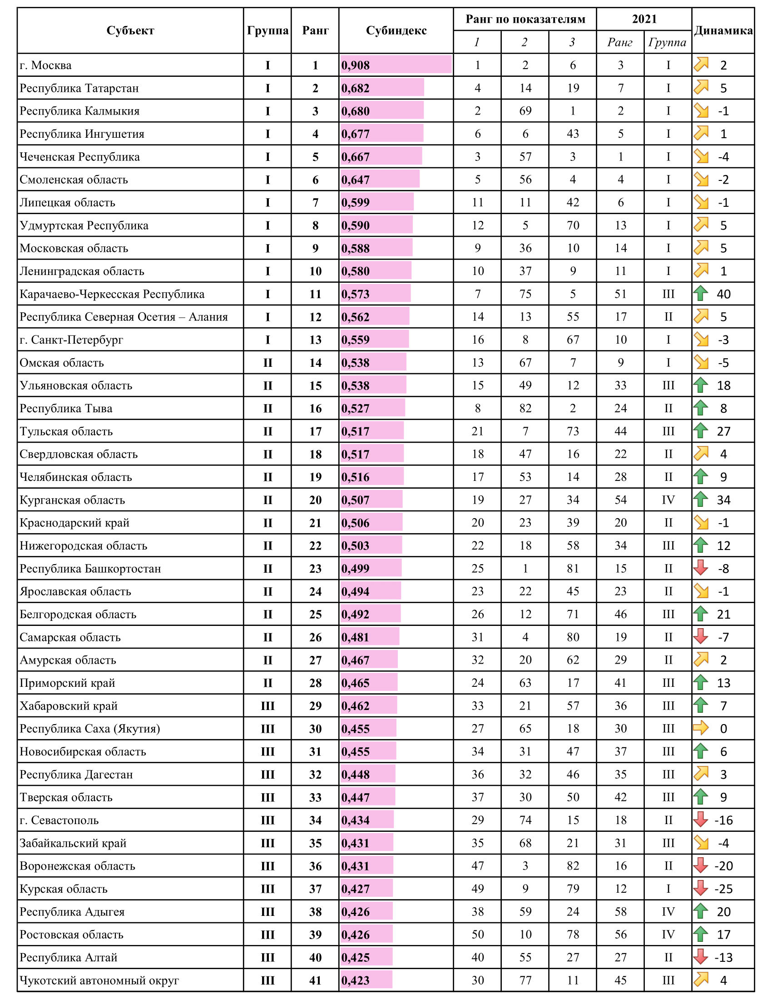 Субъект Группа Ранг Субиндекс Ранг по показателям 2021 Динамика
1 2 3 Ранг Группа
г. Москва I 1 0,908 1 2 6 3 I 2
Республика Татарстан I 2 0,682 4 14 19 7 I 5
Республика Калмыкия I 3 0,680 2 69 1 2 I -1
Республика Ингушетия I 4 0,677 6 6 43 5 I 1
Чеченская Республика I 5 0,667 3 57 3 1 I -4
Смоленская область I 6 0,647 5 56 4 4 I -2
Липецкая область I 7 0,599 11 11 42 6 I -1
Удмуртская Республика I 8 0,590 12 5 70 13 I 5
Московская область I 9 0,588 9 36 10 14 I 5
Ленинградская область I 10 0,580 10 37 9 11 I 1
Карачаево-Черкесская Республика I 11 0,573 7 75 5 51 III 40
Республика Северная Осетия – Алания I 12 0,562 14 13 55 17 II 5
г. Санкт-Петербург I 13 0,559 16 8 67 10 I -3
Омская область II 14 0,538 13 67 7 9 I -5
Ульяновская область II 15 0,538 15 49 12 33 III 18
Республика Тыва II 16 0,527 8 82 2 24 II 8
Тульская область II 17 0,517 21 7 73 44 III 27
Свердловская область II 18 0,517 18 47 16 22 II 4
Челябинская область II 19 0,516 17 53 14 28 II 9
Курганская область II 20 0,507 19 27 34 54 IV 34
Краснодарский край II 21 0,506 20 23 39 20 II -1
Нижегородская область II 22 0,503 22 18 58 34 III 12
Республика Башкортостан II 23 0,499 25 1 81 15 II -8
Ярославская область II 24 0,494 23 22 45 23 II -1
Белгородская область II 25 0,492 26 12 71 46 III 21
Самарская область II 26 0,481 31 4 80 19 II -7
Амурская область II 27 0,467 32 20 62 29 II 2
Приморский край II 28 0,465 24 63 17 41 III 13
Хабаровский край III 29 0,462 33 21 57 36 III 7
Республика Саха (Якутия) III 30 0,455 27 65 18 30 III 0
Новосибирская область III 31 0,455 34 31 47 37 III 6
Республика Дагестан III 32 0,448 36 32 46 35 III 3
Тверская область III 33 0,447 37 30 50 42 III 9
г. Севастополь III 34 0,434 29 74 15 18 II -16
Забайкальский край III 35 0,431 35 68 21 31 III -4
Воронежская область III 36 0,431 47 3 82 16 II -20
Курская область III 37 0,427 49 9 79 12 I -25
Республика Адыгея III 38 0,426 38 59 24 58 IV 20
Ростовская область III 39 0,426 50 10 78 56 IV 17
Республика Алтай III 40 0,425 40 55 27 27 II -13
Чукотский автономный округ III 41 0,423 30 77 11 45 III 4